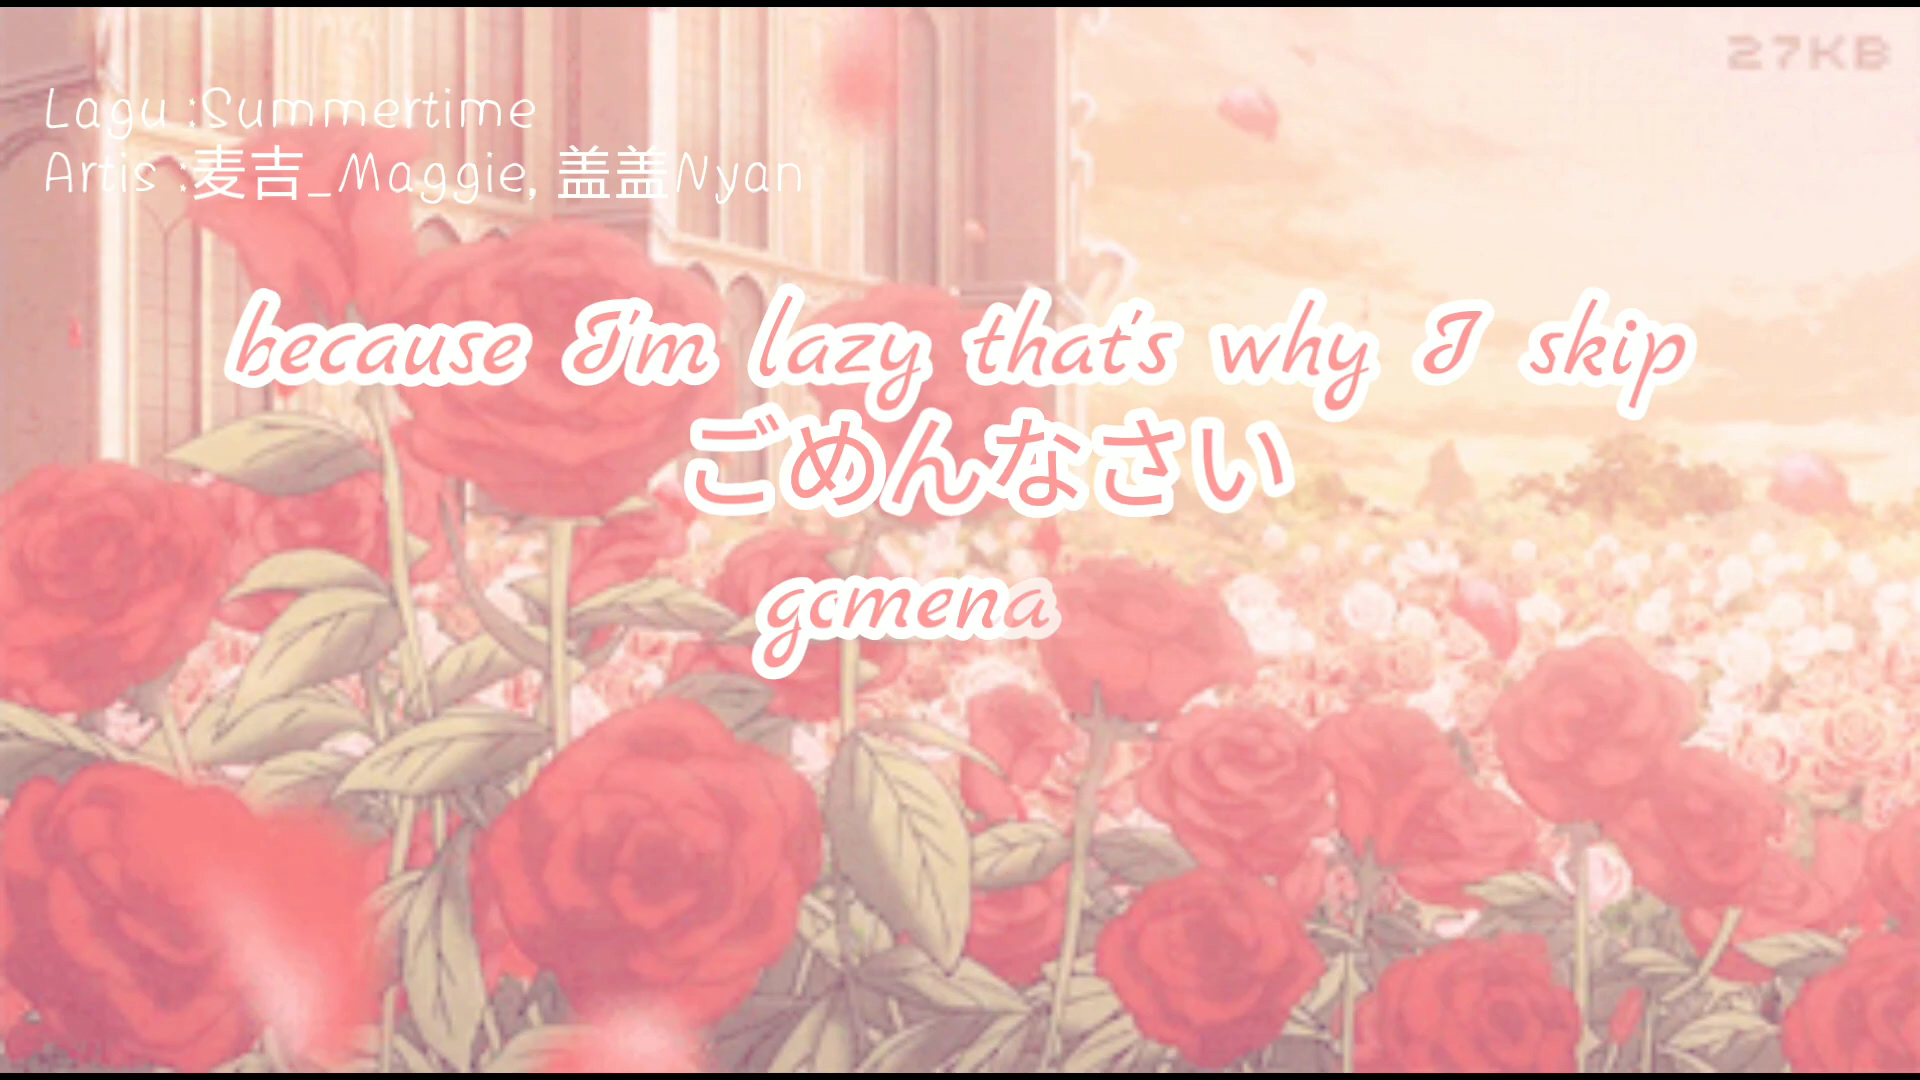 27KB
Lagu :Summertime
Artis :麦吉_Maggie, 盖盖Nyan
because I'm lazy that's why I skip
ごめんなさい
gomena